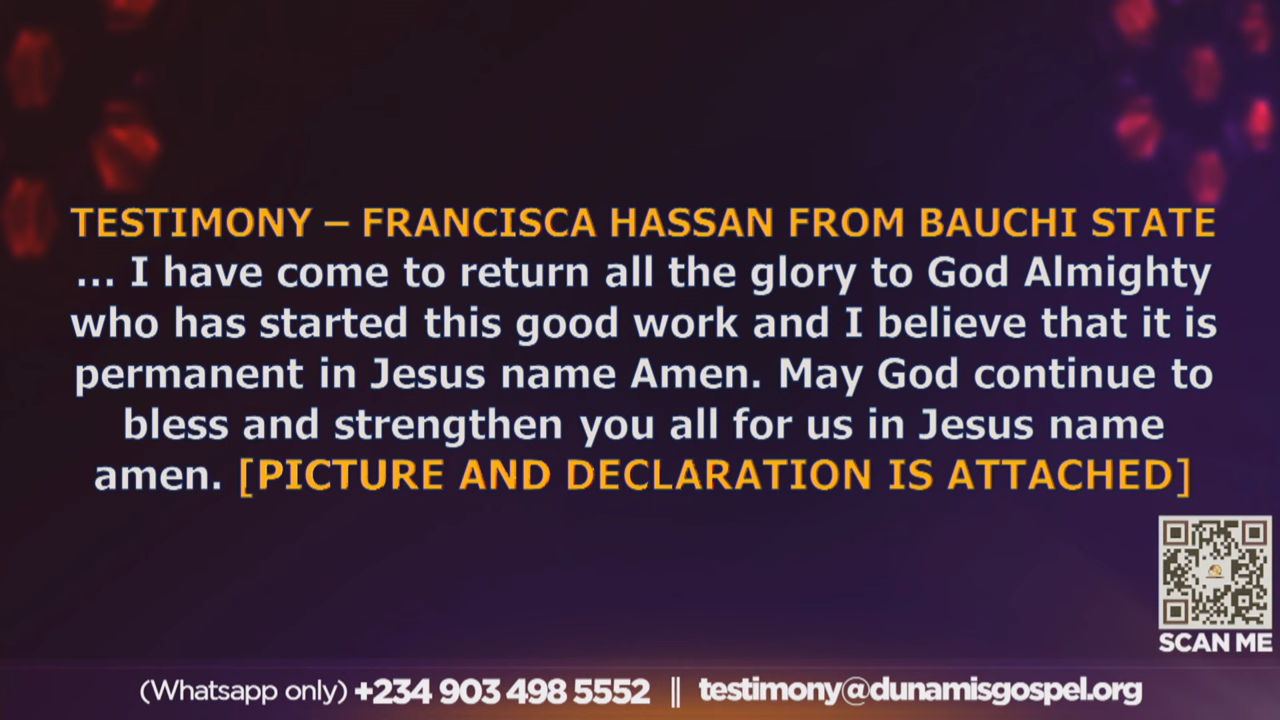 TESTIMONY – FRANCISCA HASSAN FROM BAUCHI STATE
... I have come to return all the glory to God Almighty
who has started this good work and I believe that it is
permanent in Jesus name Amen. May God continue to
bless and strengthen you all for us in Jesus name
amen. [PICTURE AND DECLARATION IS ATTACHED]
SCAN ME
(Whatsapp only) +234 903 498 5552 || testimony@dunamisgospel.org